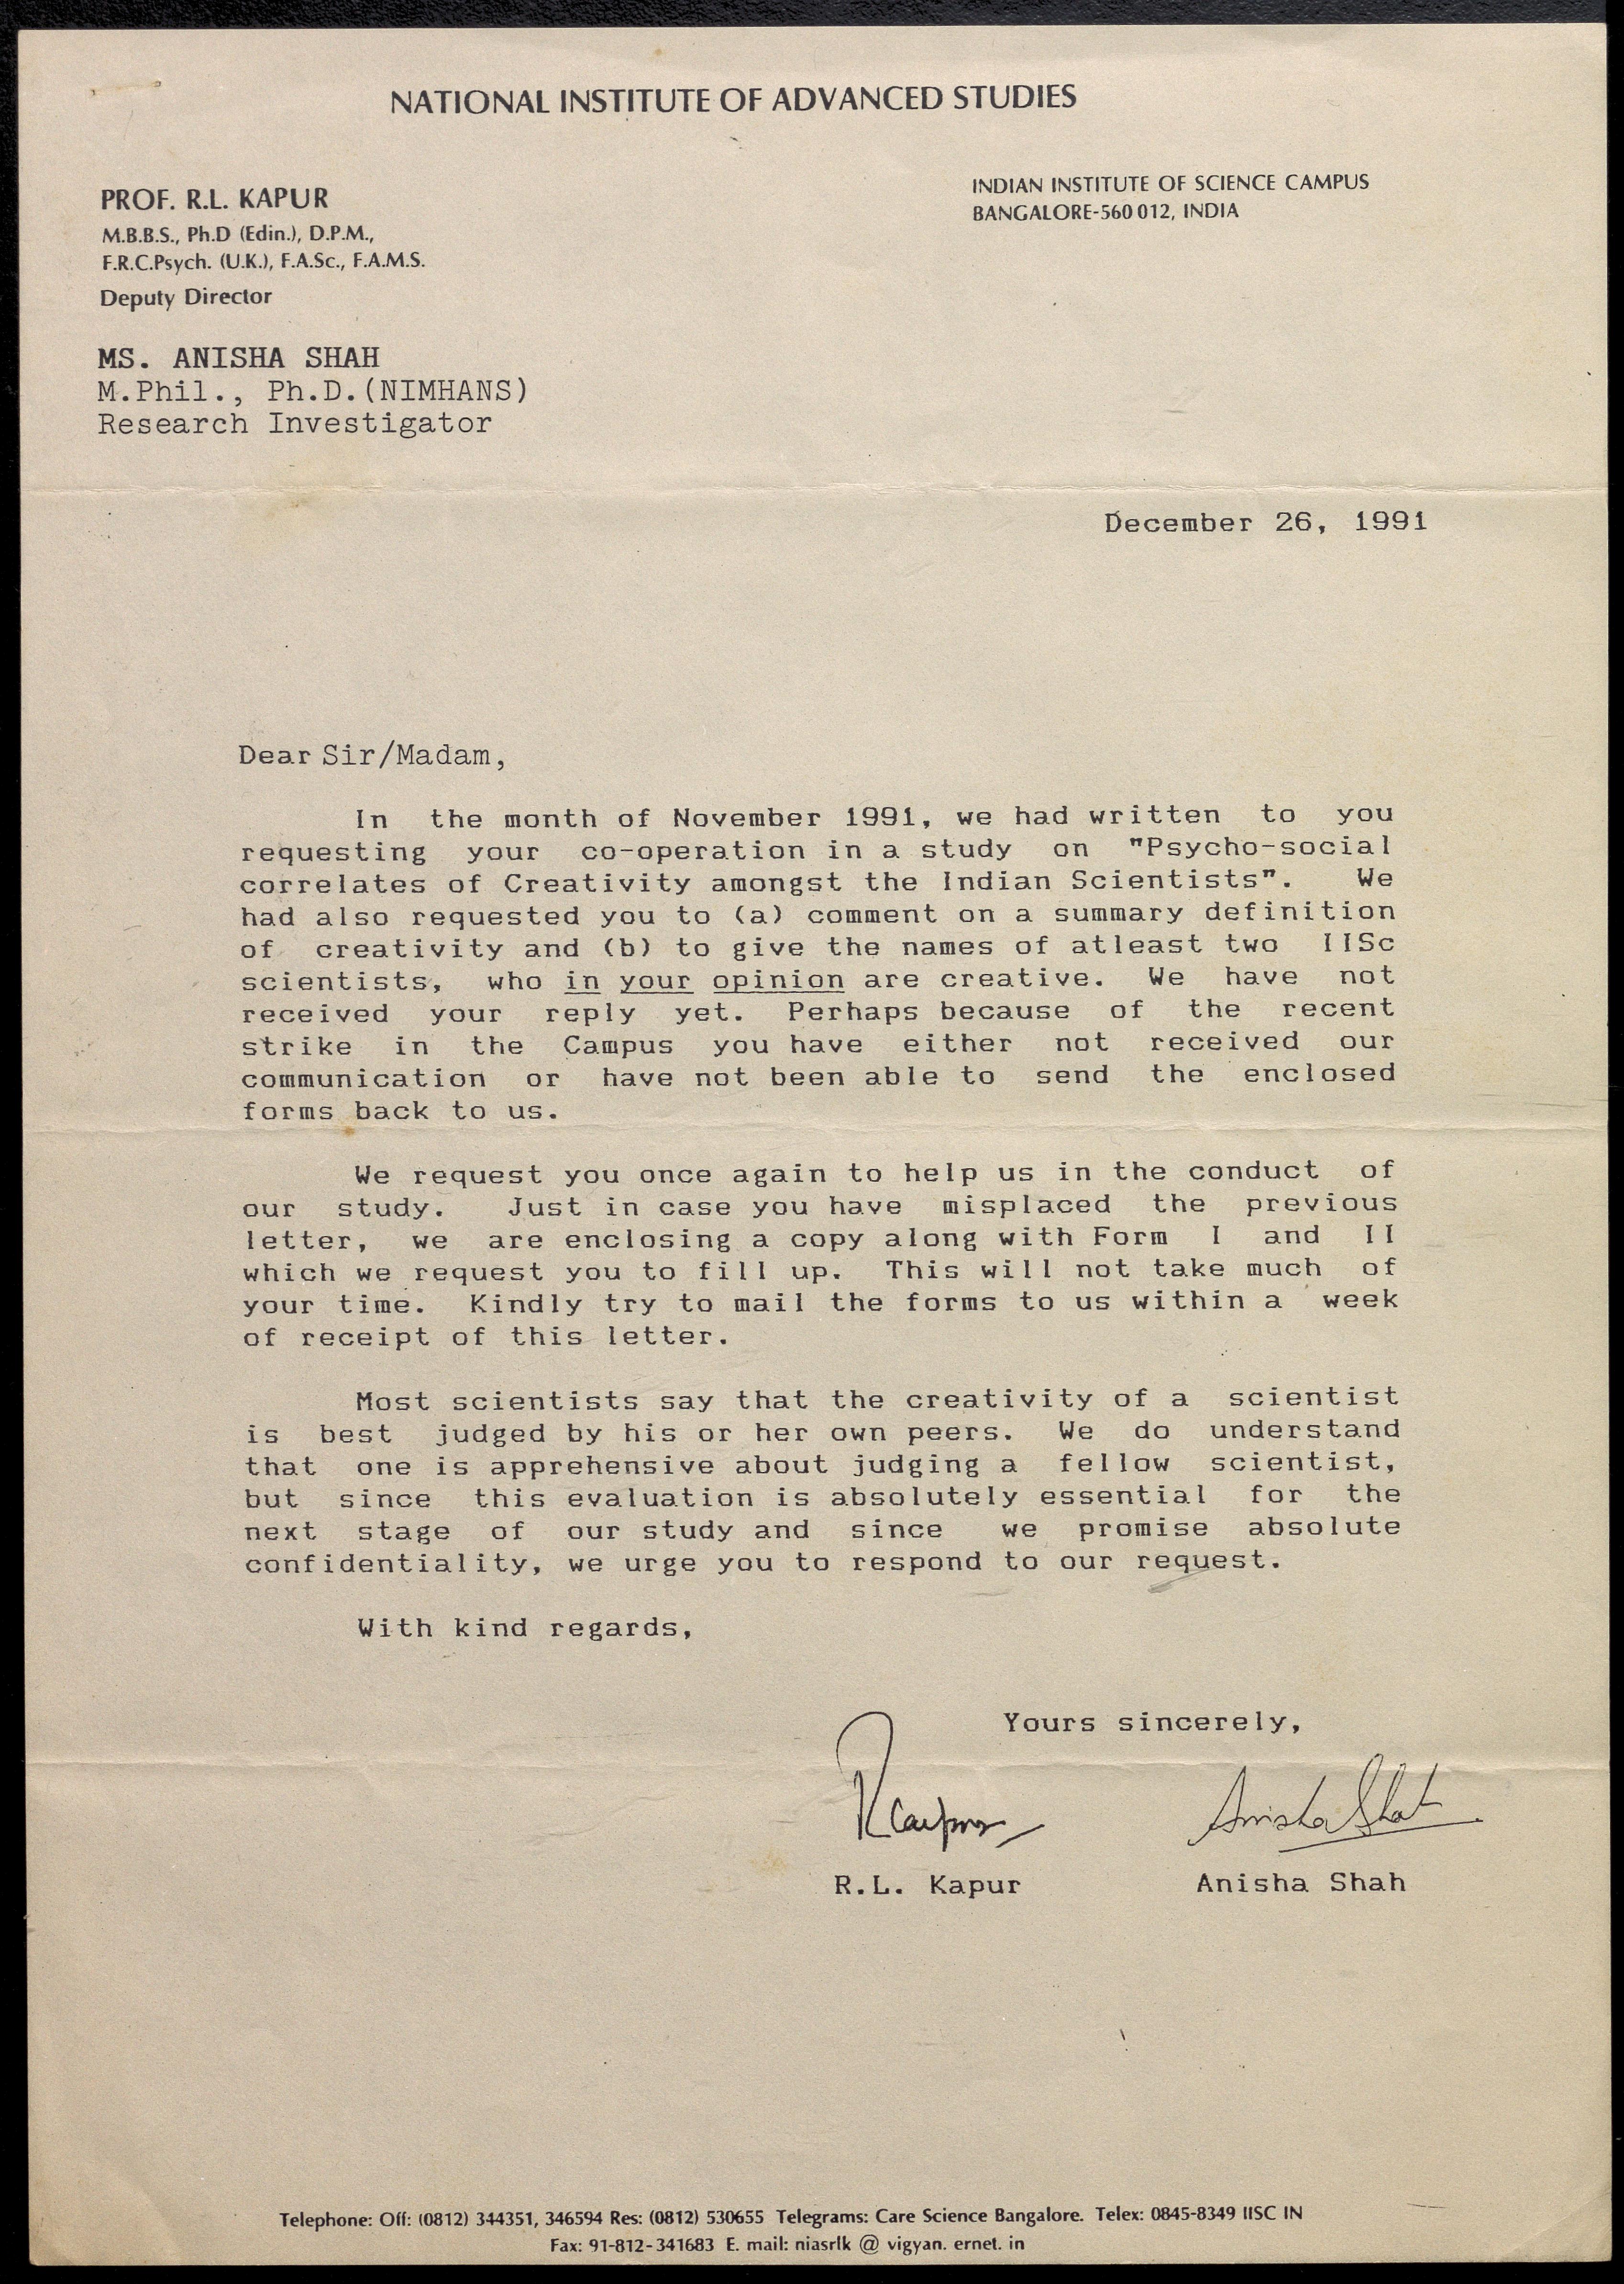 NATIONAL INSTITUTE OF ADVANCED STUDIES
PROF. R.L. KAPUR
M.B.B.S., Ph.D (Edin.), D.P.M.,
F.R.C.Psych. (U.K.), F.A.Sc., F.A.M.S.
Deputy Director
INDIAN INSTITUTE OF SCIENCE CAMPUS
BANGALORE-560 012, INDIA
MS. ANISHA SHAH
M.Phil., Ph.D.(NIMHANS)
Research Investigator
December 26, 1991
Dear Sir/Madam,
In the month of November 1991, we had written to you
requesting your co-operation in a study on "Psycho-social
correlates of Creativity amongst the Indian Scientists". We
had also requested you to (a) comment on a summary definition
of creativity and (b) to give the names of atleast two IISc
scientists, who in your opinion are creative. We have not
received your reply yet. Perhaps because of the recent
strike in the Campus you have either not received our
communication or have not been able to send the enclosed
forms back to us.
We request you once again to help us in the conduct of
our study. Just in case you have misplaced the previous
letter, we are enclosing a copy along with Form I and II
which we request you to fill up. This will not take much of
your time. Kindly try to mail the forms to us within a week
of receipt of this letter.
Most scientists say that the creativity of a scientist
is best judged by his or her own peers. We do understand
that one is apprehensive about judging a fellow scientist,
but since this evaluation is absolutely essential for the
next stage of our study and since we promise absolute
confidentiality, we urge you to respond to our request.
With kind regards,
Yours sincerely,
RKapur Anisha Shah
R.L. Kapur Anisha Shah
Telephone: Off: (0812) 344351, 346594 Res: (0812) 530655 Telegrams: Care Science Bangalore. Telex: 0845-8349 IISC IN
Fax: 91-812-341683 E. mail: niasrlk @ vigyan. ernet. in